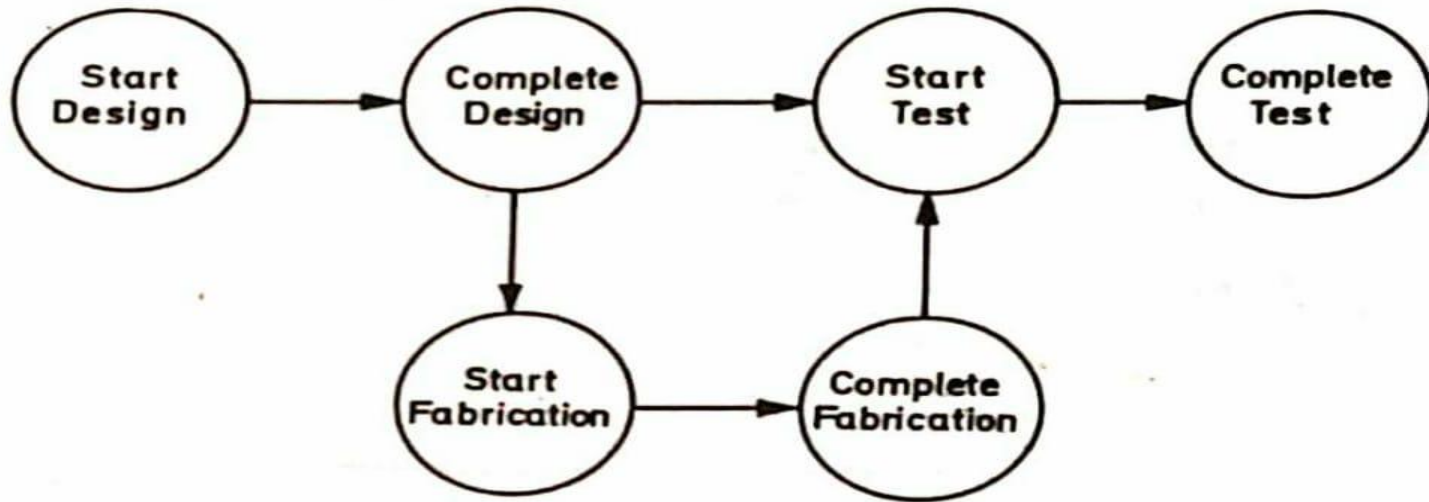 Start
Design
Complete
Design
Start
Test
Complete
Test
Start
Fabrication
Complete
Fabrication